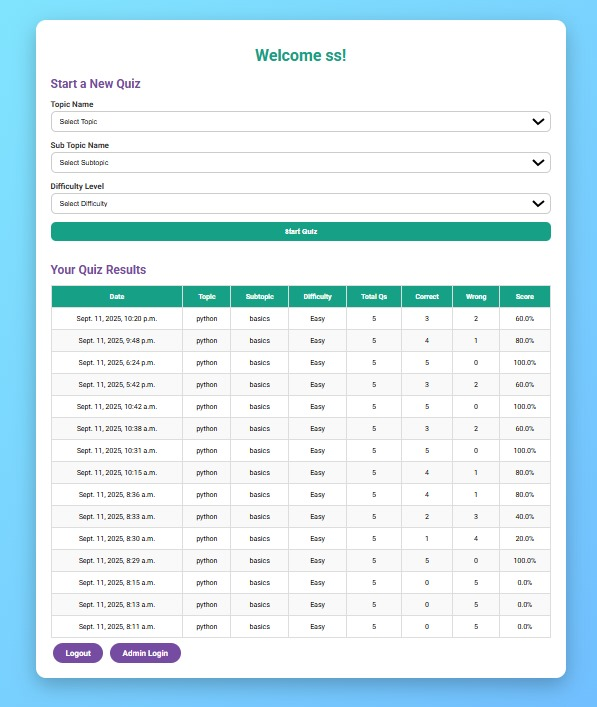 Welcome ss!
Start a New Quiz
Topic Name
Select Topic
Sub Topic Name
Select Subtopic
Difficulty Level
Select Difficulty
Start Quiz
Your Quiz Results
Date Topic Subtopic Difficulty Total Qs Correct Wrong Score
Sept. 11, 2025, 10:20 p.m. python basics Easy 5 3 2 60.0%
Sept. 11, 2025, 9:48 p.m. python basics Easy 5 4 1 80.0%
Sept. 11, 2025, 6:24 p.m. python basics Easy 5 5 0 100.0%
Sept. 11, 2025, 5:42 p.m. python basics Easy 5 3 2 60.0%
Sept. 11, 2025, 10:42 a.m. python basics Easy 5 5 0 100.0%
Sept. 11, 2025, 10:38 a.m. python basics Easy 5 3 2 60.0%
Sept. 11, 2025, 10:31 a.m. python basics Easy 5 5 0 100.0%
Sept. 11, 2025, 10:15 a.m. python basics Easy 5 4 1 80.0%
Sept. 11, 2025, 8:36 a.m. python basics Easy 5 4 1 80.0%
Sept. 11, 2025, 8:33 a.m. python basics Easy 5 2 3 40.0%
Sept. 11, 2025, 8:30 a.m. python basics Easy 5 1 4 20.0%
Sept. 11, 2025, 8:29 a.m. python basics Easy 5 5 0 100.0%
Sept. 11, 2025, 8:15 a.m. python basics Easy 5 0 5 0.0%
Sept. 11, 2025, 8:13 a.m. python basics Easy 5 0 5 0.0%
Sept. 11, 2025, 8:11 a.m. python basics Easy 5 0 5 0.0%
Logout Admin Login